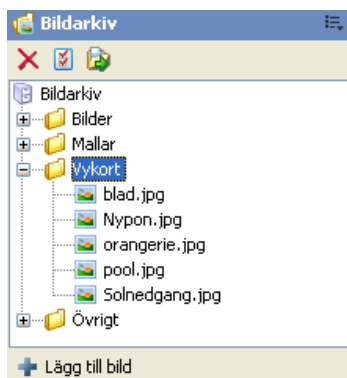 Bildarkiv
Bildarkiv
Bilder
Mallar
Vykort
blad.jpg
Nypon.jpg
orangerie.jpg
pool.jpg
Solnedgang.jpg
Övrigt
Lägg till bild